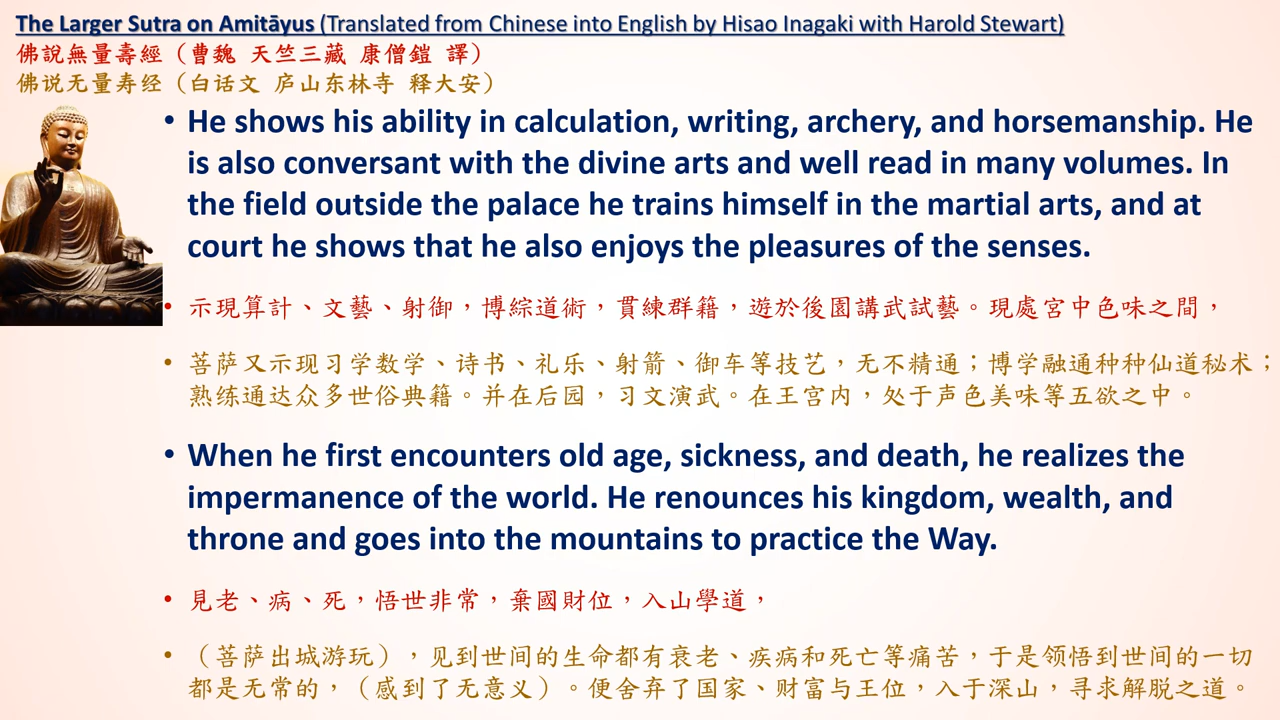 The Larger Sutra on Amitāyus (Translated from Chinese into English by Hisao Inagaki with Harold Stewart)
佛說無量壽經（曹魏 天竺三藏 康僧鎧 譯）
佛说无量寿经（白话文 庐山东林寺 释大安）
• He shows his ability in calculation, writing, archery, and horsemanship. He
is also conversant with the divine arts and well read in many volumes. In
the field outside the palace he trains himself in the martial arts, and at
court he shows that he also enjoys the pleasures of the senses.
• 示現算計、文藝、射御，博綜道術，貫練群籍，遊於後園講武試藝。現處宮中色味之間，
• 菩萨又示现习学数学、诗书、礼乐、射箭、御车等技艺，无不精通；博学融通种种仙道秘术；
熟练通达众多世俗典籍。并在后园，习文演武。在王宫内，处于声色美味等五欲之中。
• When he first encounters old age, sickness, and death, he realizes the
impermanence of the world. He renounces his kingdom, wealth, and
throne and goes into the mountains to practice the Way.
• 見老、病、死，悟世非常，棄國財位，入山學道，
• （菩萨出城游玩），见到世间的生命都有衰老、疾病和死亡等痛苦，于是领悟到世间的一切
都是无常的，（感到了无意义）。便舍弃了国家、财富与王位，入于深山，寻求解脱之道。